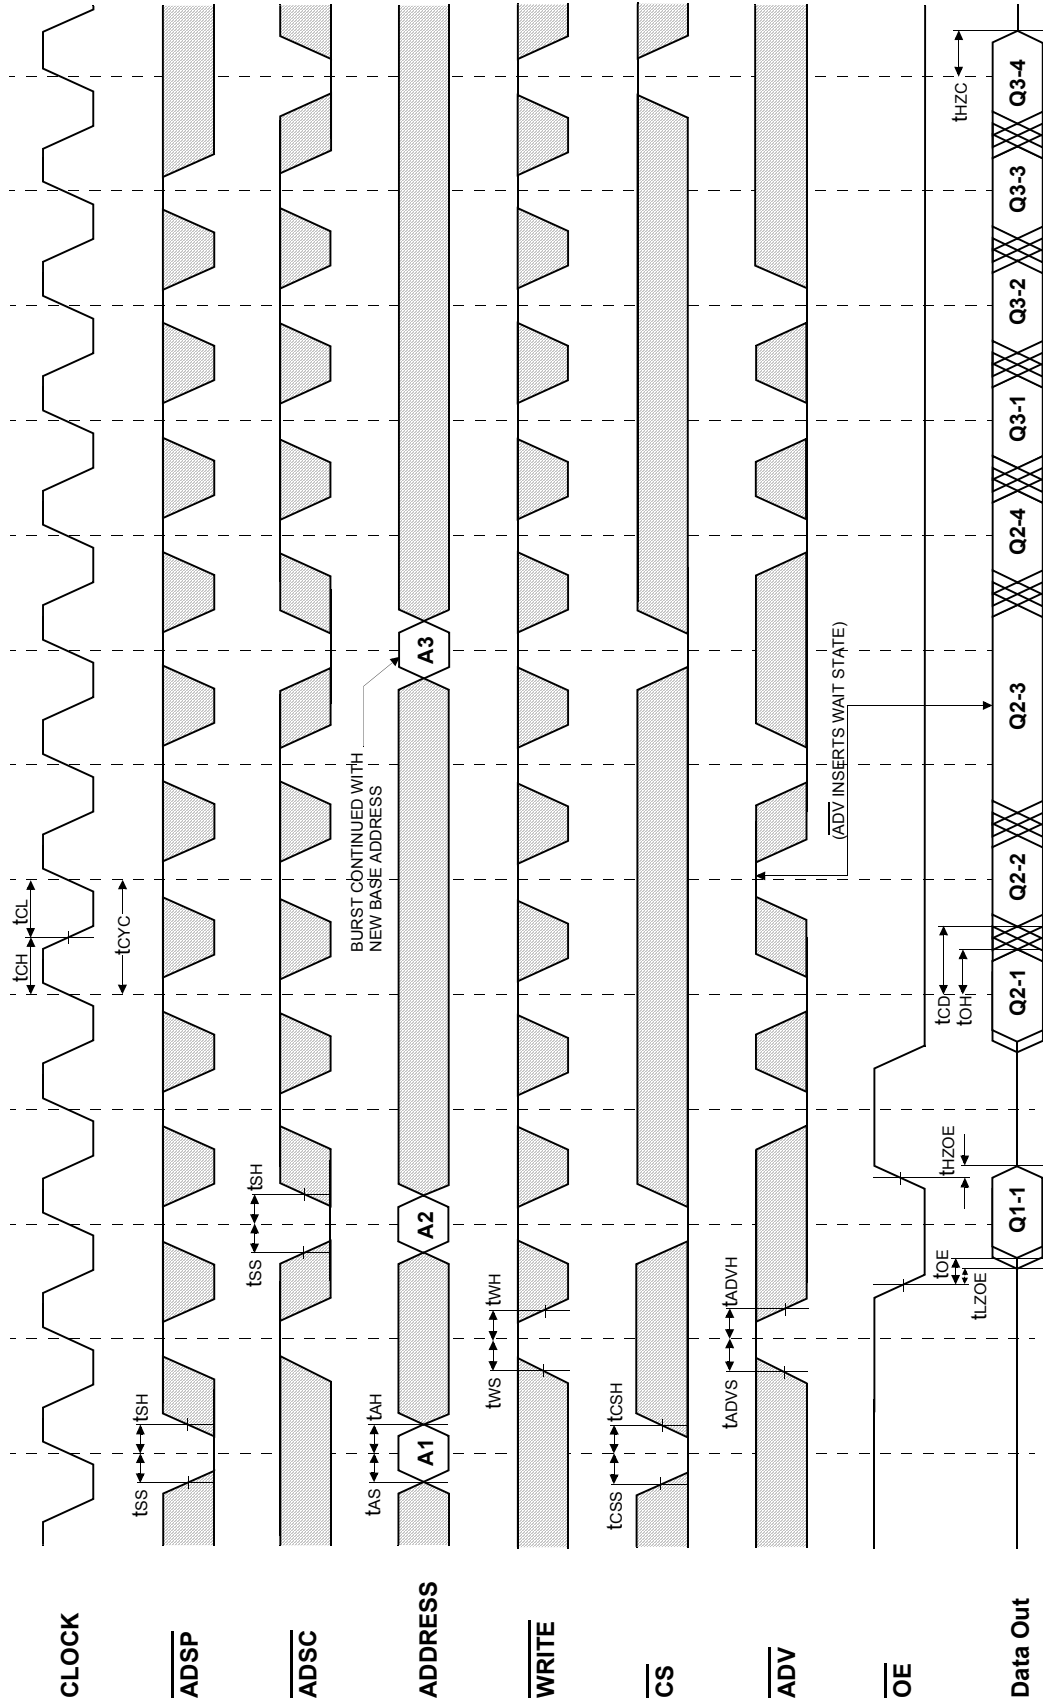 CLOCK
tCH
tCL
tCYC
ADSP
tSS
tSH
ADSC
tSS
tSH
BURST CONTINUED WITH
NEW BASE ADDRESS
ADDRESS
tAS
tAH
A1
A2
A3
WRITE
tWS
tWH
CS
tCSS
tCSH
ADV
tADVS
tADVH
(ADV INSERTS WAIT STATE)
OE
tOE
tLZOE
tHZOE
tCD
tOH
tHZC
Data Out
Q1-1
Q2-1
Q2-2
Q2-3
Q2-4
Q3-1
Q3-2
Q3-3
Q3-4